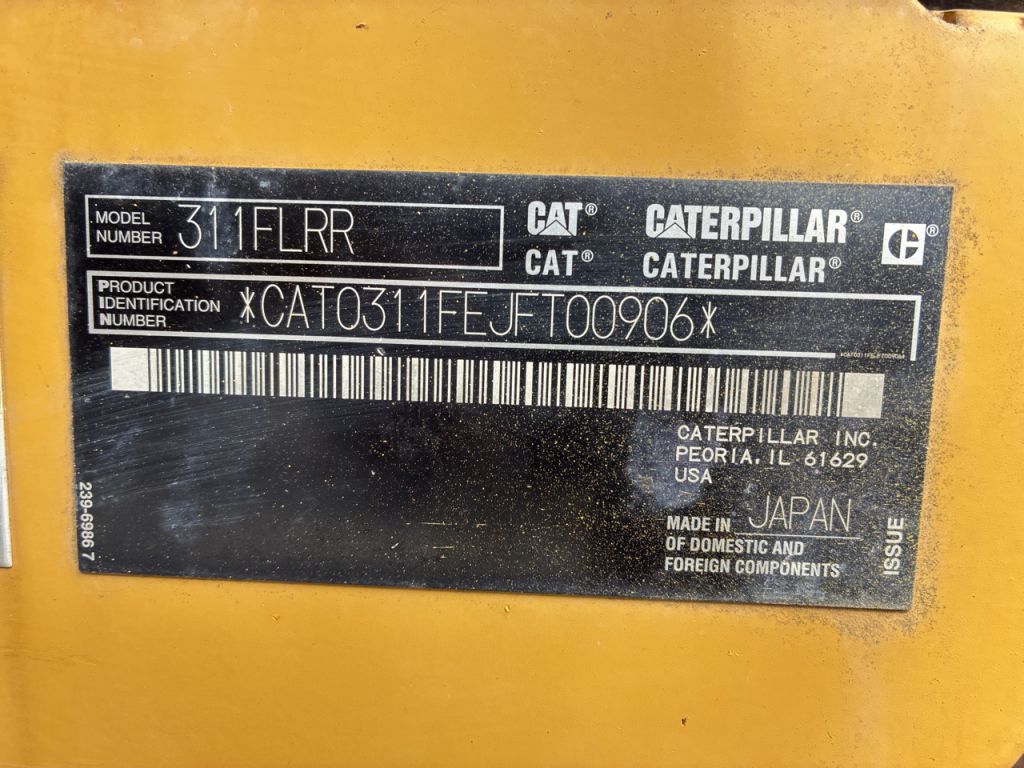 MODEL NUMBER 311FLRR
CAT® CATERPILLAR®
CAT® CATERPILLAR®
C®
PRODUCT IDENTIFICATION NUMBER *CAT0311FEJFT00906*
*CAT0311FEJFT00906*
CATERPILLAR INC.
PEORIA, IL 61629
USA
MADE IN JAPAN
OF DOMESTIC AND
FOREIGN COMPONENTS
ISSUE
239-6986 7